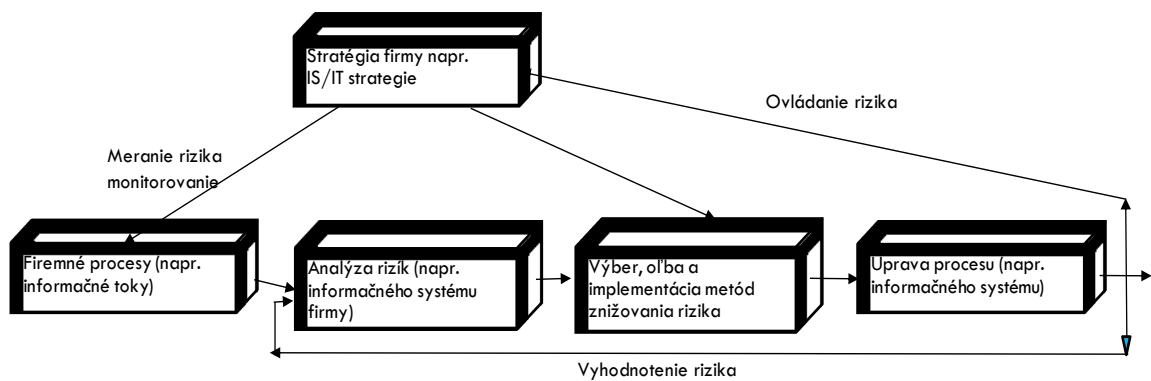 Stratégia firmy napr.
IS/IT strategie
Ovládanie rizika
Meranie rizika
monitorovanie
Firemné procesy (napr.
informačné toky)
Analýza rizík (napr.
informačného systému
firmy)
Výber, oľba a
implementácia metód
znižovania rizika
Úprava procesu (napr.
informačného systému)
Vyhodnotenie rizika